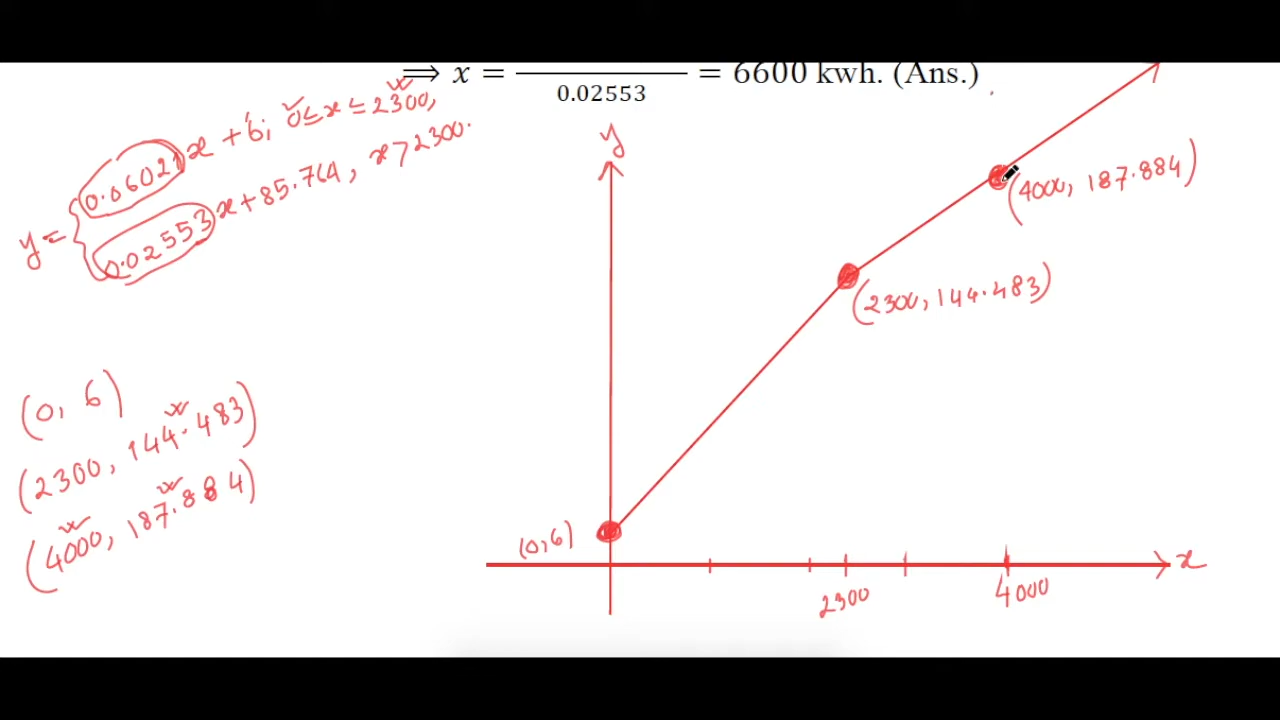 ⟹ x = ――― = 6600 kwh. (Ans.)
0.02553
y = { 0.06021x + 6; 0 ≤ x ≤ 2300,
0.02553x + 85.764, x > 2300.
y
(4000, 187.884)
(2300, 144.483)
(0, 6)
(2300, 144.483)
(4000, 187.884)
(0,6)
x
2300
4000